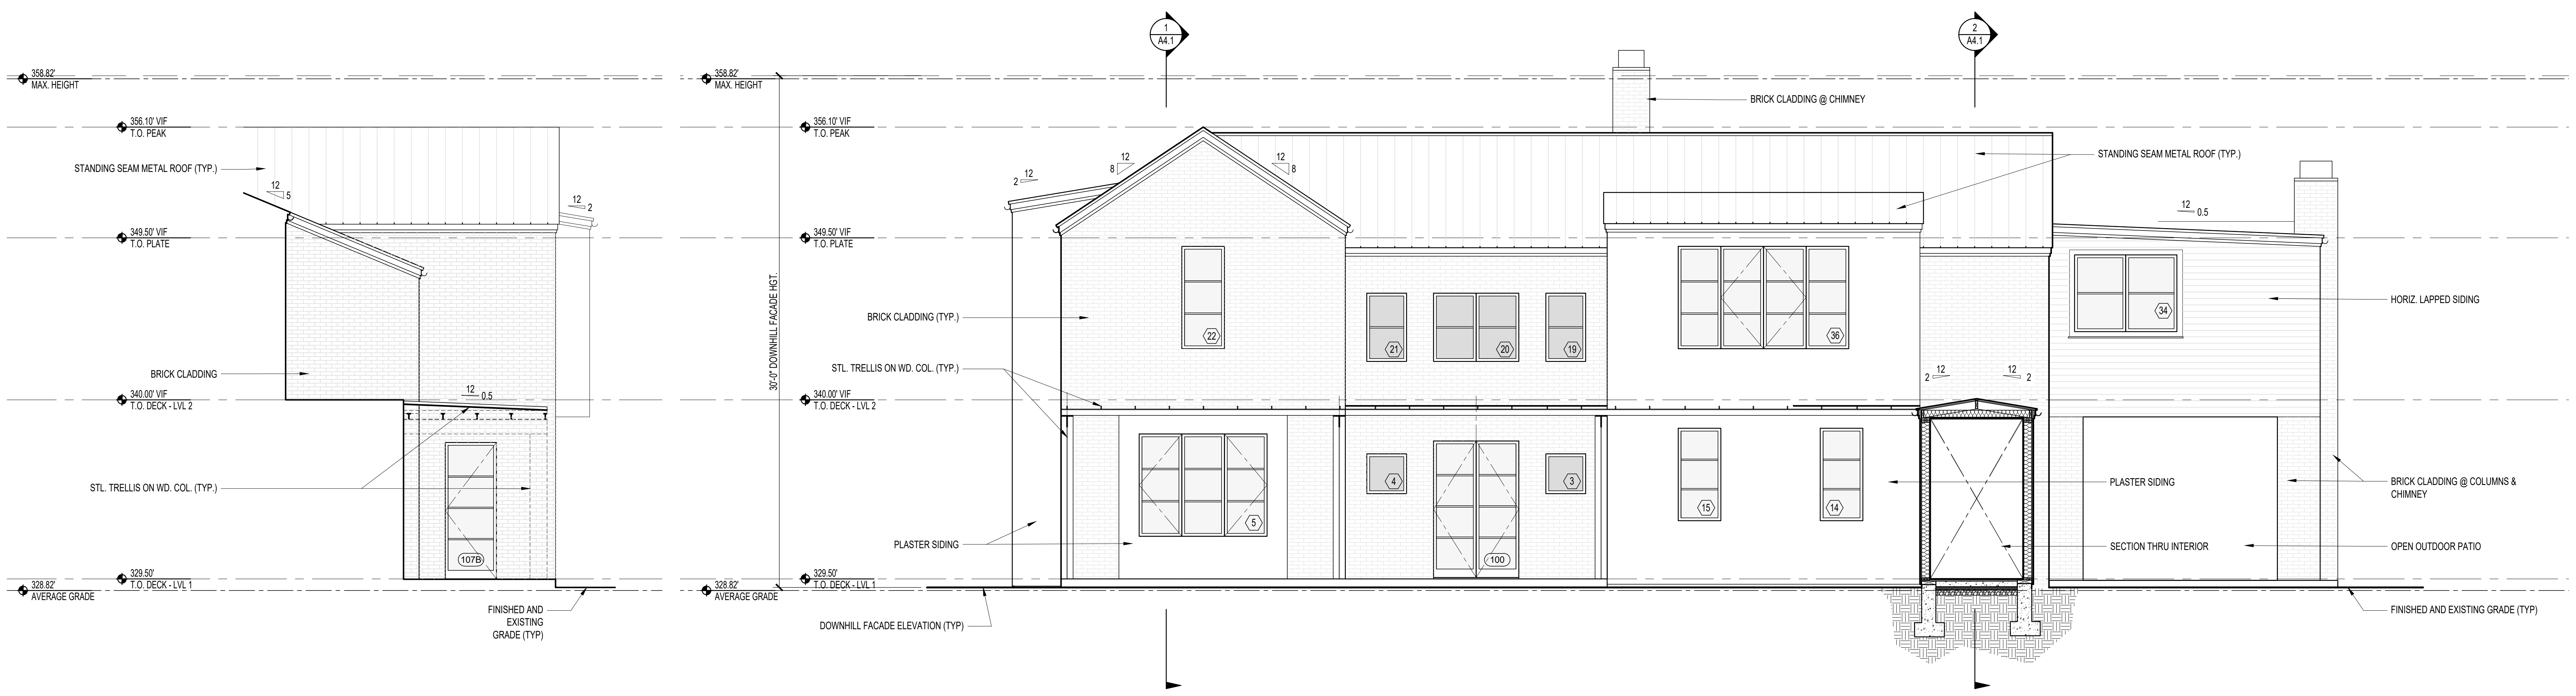 358.82'
MAX. HEIGHT
356.10' VIF
T.O. PEAK
STANDING SEAM METAL ROOF (TYP.)
12
5
12
2
349.50' VIF
T.O. PLATE
BRICK CLADDING
340.00' VIF
T.O. DECK - LVL 2
12
0.5
STL. TRELLIS ON WD. COL. (TYP.)
107B
329.50'
T.O. DECK - LVL 1
328.82'
AVERAGE GRADE
FINISHED AND
EXISTING
GRADE (TYP)
1
A4.1
2
A4.1
358.82'
MAX. HEIGHT
BRICK CLADDING @ CHIMNEY
356.10' VIF
T.O. PEAK
12
8
12
8
12
2
STANDING SEAM METAL ROOF (TYP.)
12
0.5
349.50' VIF
T.O. PLATE
30'-0" DOWNHILL FACADE HGT.
BRICK CLADDING (TYP.)
22
21
20
19
36
34
HORIZ. LAPPED SIDING
STL. TRELLIS ON WD. COL. (TYP.)
12
2
12
2
340.00' VIF
T.O. DECK - LVL 2
4
3
5
15
14
100
PLASTER SIDING
BRICK CLADDING @ COLUMNS &
CHIMNEY
PLASTER SIDING
SECTION THRU INTERIOR
OPEN OUTDOOR PATIO
329.50'
T.O. DECK - LVL 1
328.82'
AVERAGE GRADE
DOWNHILL FACADE ELEVATION (TYP)
FINISHED AND EXISTING GRADE (TYP)